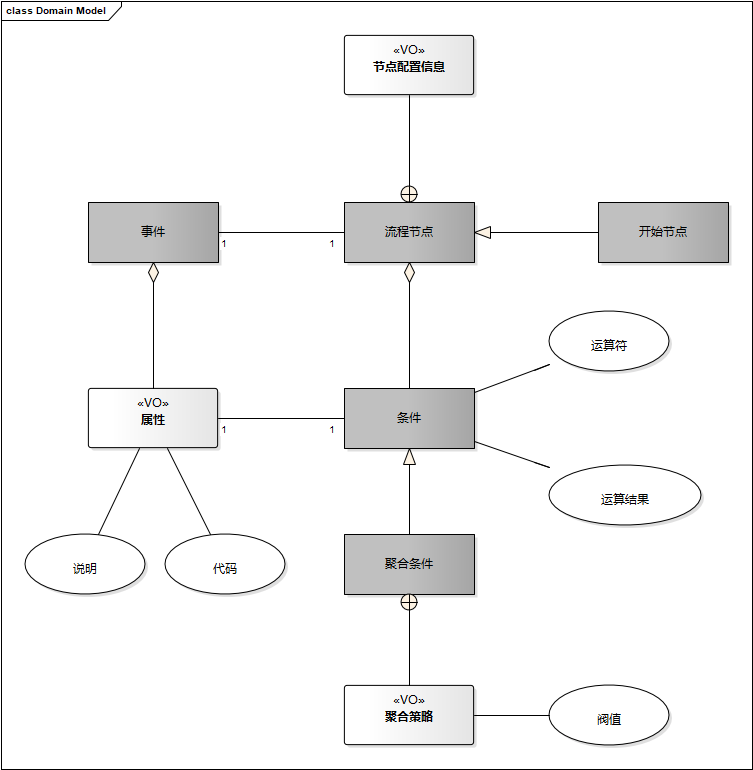 class Domain Model
«VO»
节点配置信息
事件
流程节点
开始节点
1
1
运算符
«VO»
属性
条件
1
1
运算结果
说明
代码
聚合条件
«VO»
聚合策略
阀值